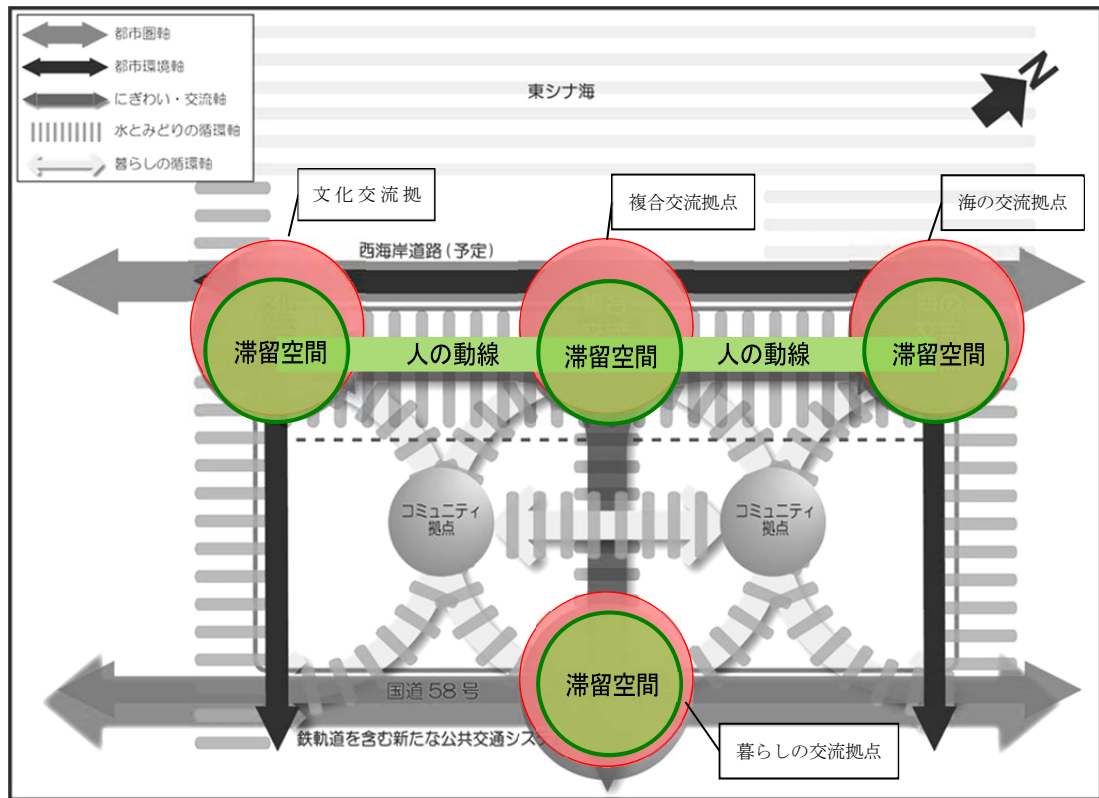 都市圏軸
都市環境軸
にぎわい・交流軸
水とみどりの循環軸
暮らしの循環軸
東シナ海
N
文化交流拠
複合交流拠点
海の交流拠点
西海岸道路(予定)
滞留空間
人の動線
滞留空間
人の動線
滞留空間
コミュニティ
拠点
コミュニティ
拠点
滞留空間
国道58号
鉄軌道を含む新たな公共交通システ
暮らしの交流拠点